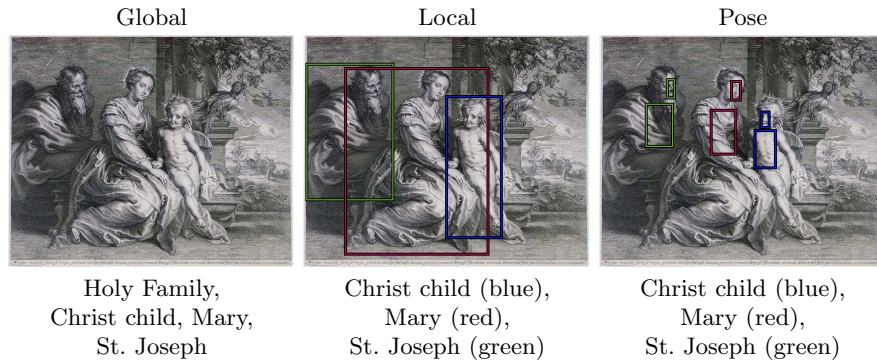 Global
Local
Pose
Holy Family,
Christ child, Mary,
St. Joseph
Christ child (blue),
Mary (red),
St. Joseph (green)
Christ child (blue),
Mary (red),
St. Joseph (green)